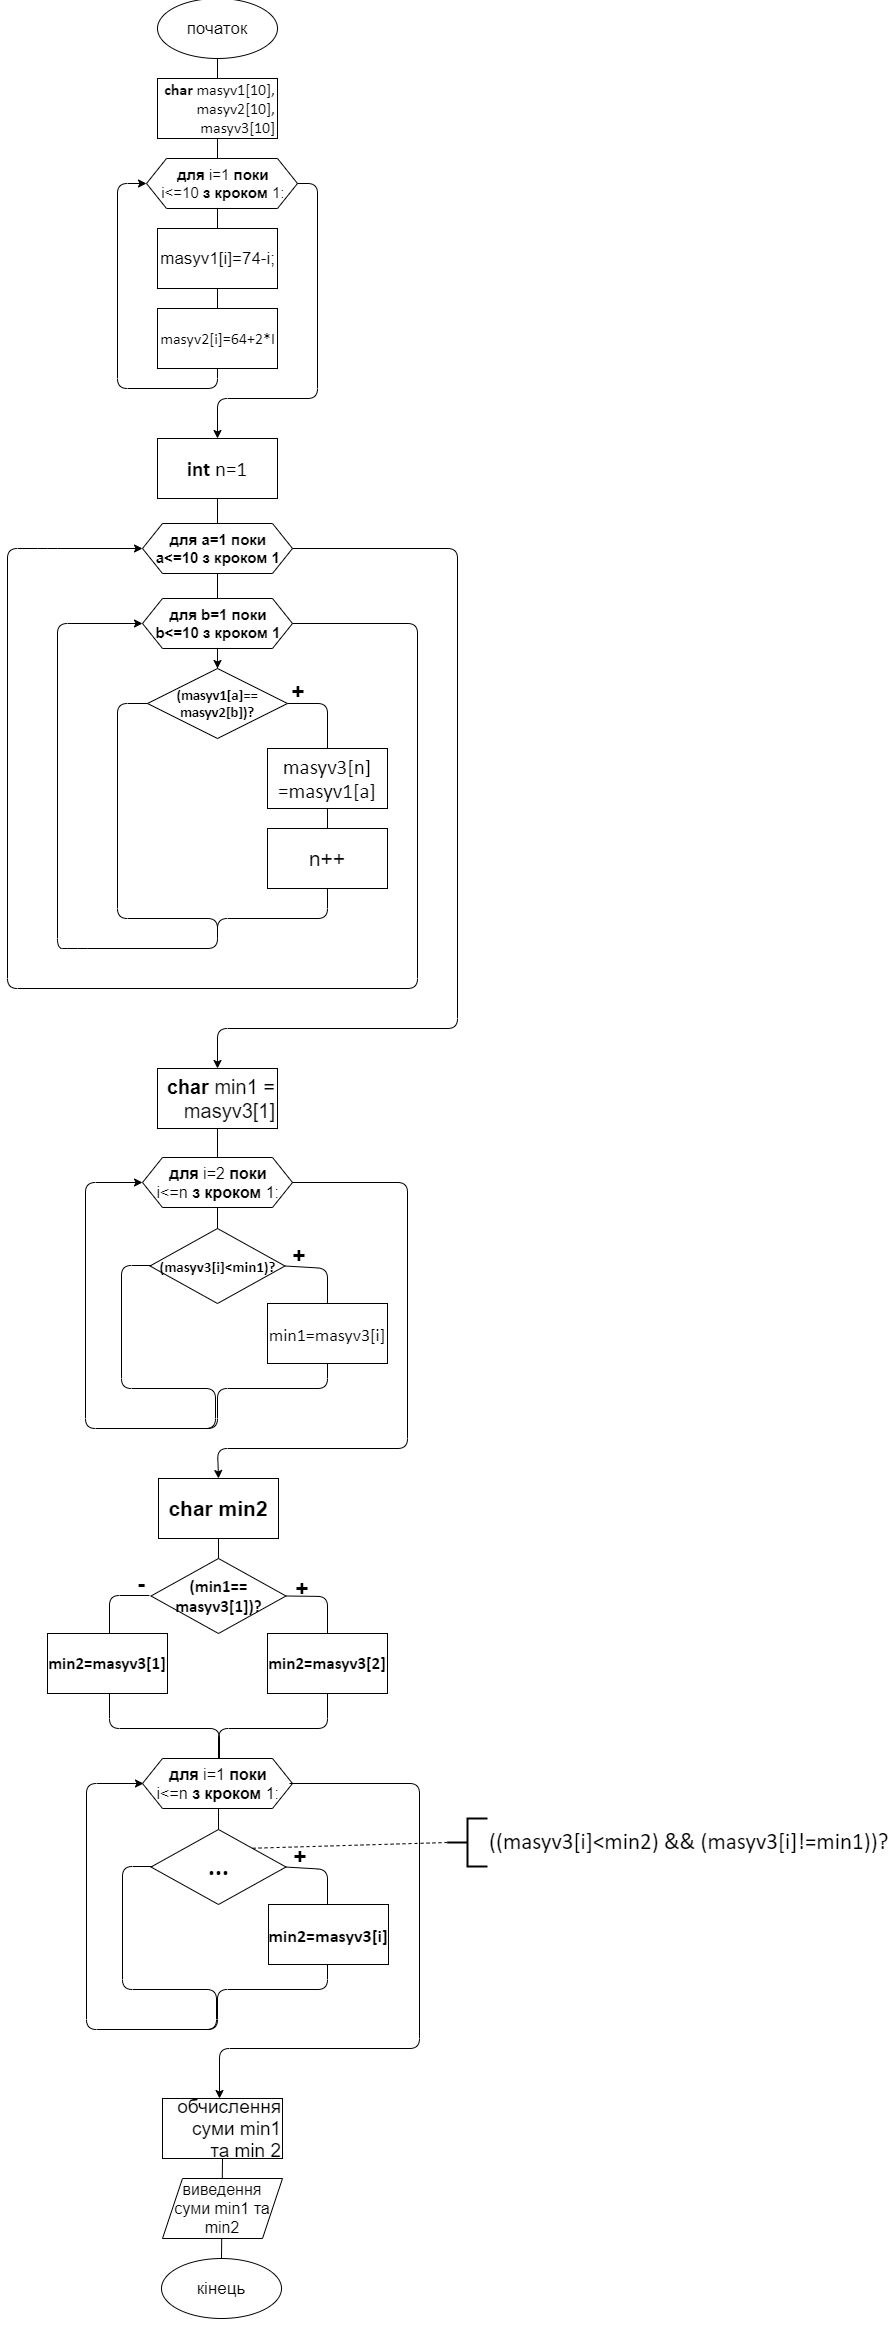 початок
char masyv1[10],
masyv2[10],
masyv3[10]
для i=1 поки
i<=10 з кроком 1:
masyv1[i]=74-i;
masyv2[i]=64+2*I
int n=1
для a=1 поки
a<=10 з кроком 1
для b=1 поки
b<=10 з кроком 1
(masyv1[a]==
masyv2[b])?
+
masyv3[n]
=masyv1[a]
n++
char min1 =
masyv3[1]
для i=2 поки
i<=n з кроком 1:
(masyv3[i]<min1)?
+
min1=masyv3[i]
char min2
-
(min1==
masyv3[1])?
+
min2=masyv3[1]
min2=masyv3[2]
для i=1 поки
i<=n з кроком 1:
...
+
((masyv3[i]<min2) && (masyv3[i]!=min1))?
min2=masyv3[i]
обчислення
суми min1
та min 2
виведення
суми min1 та
min2
кінець